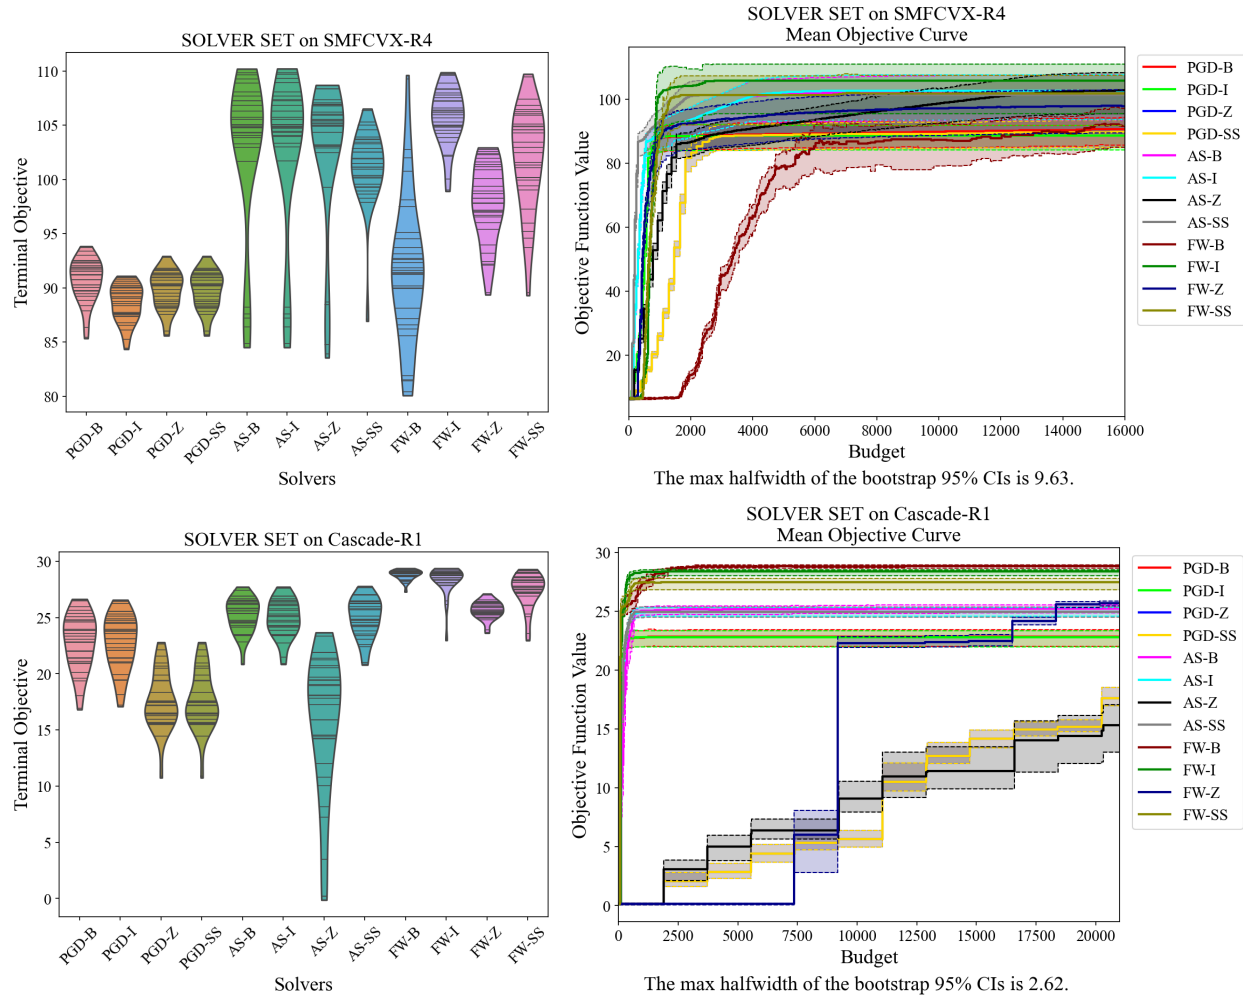 SOLVER SET on SMFCVX-R4
Terminal Objective
110
105
100
95
90
85
80
PGD-B
PGD-I
PGD-Z
PGD-SS
AS-B
AS-I
AS-Z
AS-SS
FW-B
FW-I
FW-Z
FW-SS
Solvers
SOLVER SET on SMFCVX-R4
Mean Objective Curve
Objective Function Value
100
80
60
40
20
0
2000
4000
6000
8000
10000
12000
14000
16000
Budget
The max halfwidth of the bootstrap 95% CIs is 9.63.
PGD-B
PGD-I
PGD-Z
PGD-SS
AS-B
AS-I
AS-Z
AS-SS
FW-B
FW-I
FW-Z
FW-SS
SOLVER SET on Cascade-R1
Terminal Objective
30
25
20
15
10
5
0
PGD-B
PGD-I
PGD-Z
PGD-SS
AS-B
AS-I
AS-Z
AS-SS
FW-B
FW-I
FW-Z
FW-SS
Solvers
SOLVER SET on Cascade-R1
Mean Objective Curve
Objective Function Value
30
25
20
15
10
5
0
0
2500
5000
7500
10000
12500
15000
17500
20000
Budget
The max halfwidth of the bootstrap 95% CIs is 2.62.
PGD-B
PGD-I
PGD-Z
PGD-SS
AS-B
AS-I
AS-Z
AS-SS
FW-B
FW-I
FW-Z
FW-SS